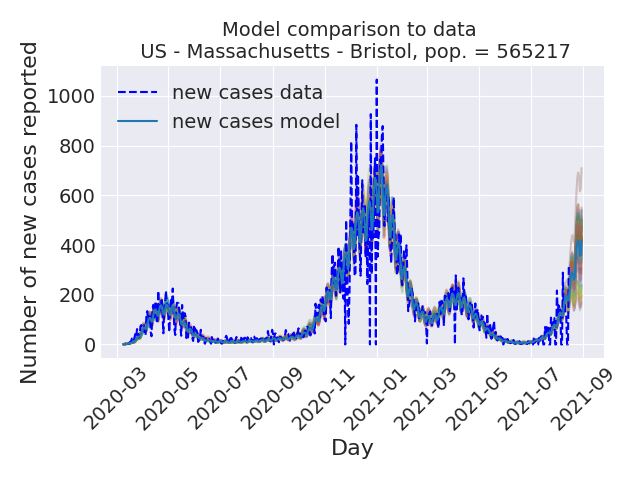 Model comparison to data
US - Massachusetts - Bristol, pop. = 565217
Number of new cases reported
1000
800
600
400
200
0
new cases data
new cases model
2020-03
2020-05
2020-07
2020-09
2020-11
2021-01
2021-03
2021-05
2021-07
2021-09
Day